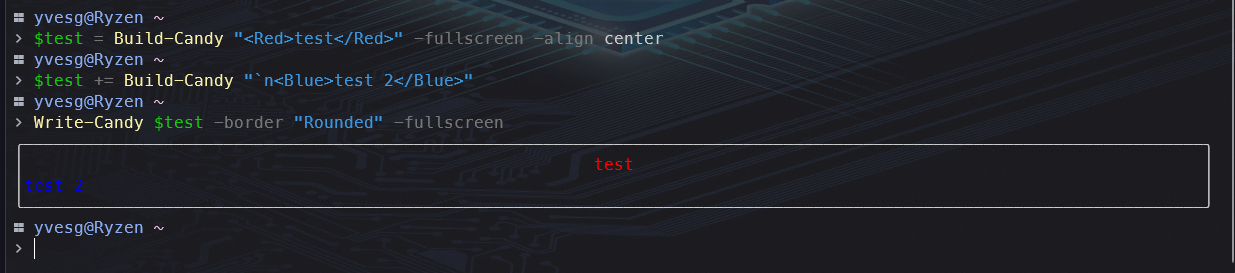 yvesg@Ryzen ~
> $test = Build-Candy "<Red>test</Red>" -fullscreen -align center
yvesg@Ryzen ~
> $test += Build-Candy "`n<Blue>test 2</Blue>"
yvesg@Ryzen ~
> Write-Candy $test -border "Rounded" -fullscreen
test
test 2
yvesg@Ryzen ~
>